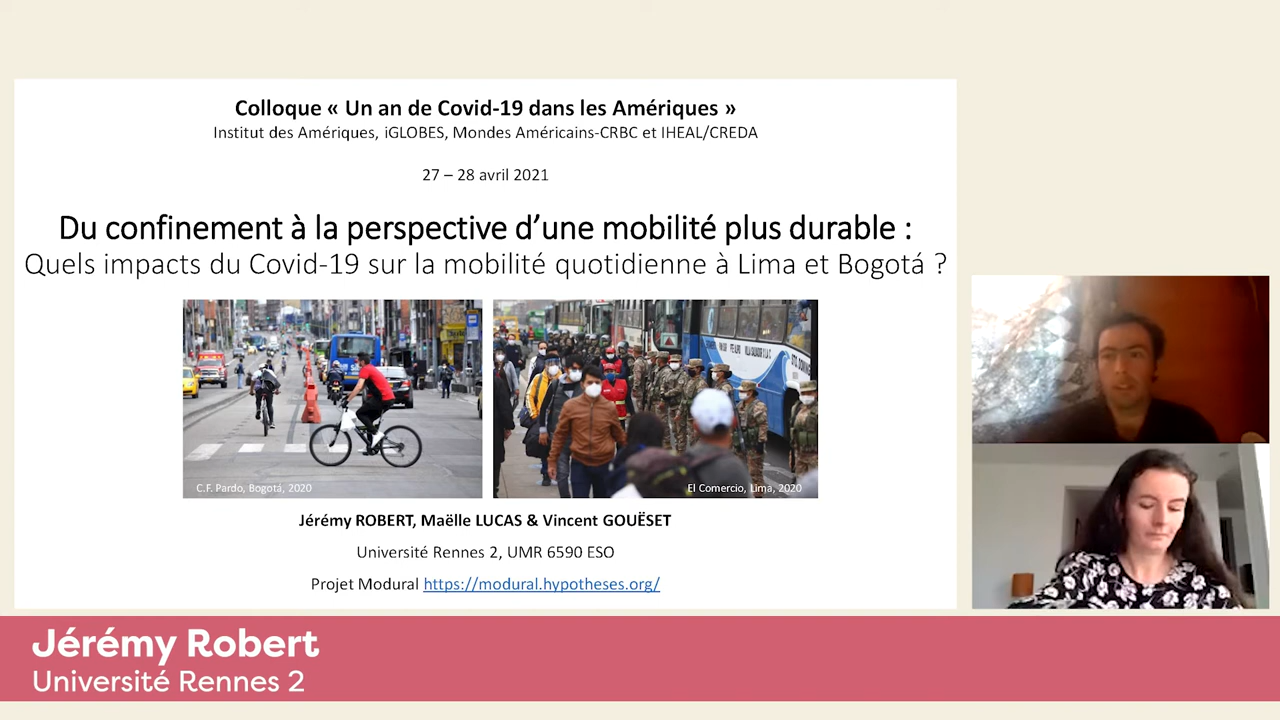 Colloque « Un an de Covid-19 dans les Amériques »
Institut des Amériques, iGLOBES, Mondes Américains-CRBC et IHEAL/CREDA
27 – 28 avril 2021
Du confinement à la perspective d’une mobilité plus durable :
Quels impacts du Covid-19 sur la mobilité quotidienne à Lima et Bogotá ?
C.F. Pardo, Bogotá, 2020
El Comercio, Lima, 2020
Jérémy ROBERT, Maëlle LUCAS & Vincent GOUËSET
Université Rennes 2, UMR 6590 ESO
Projet Modural https://modural.hypotheses.org/
Jérémy Robert
Université Rennes 2